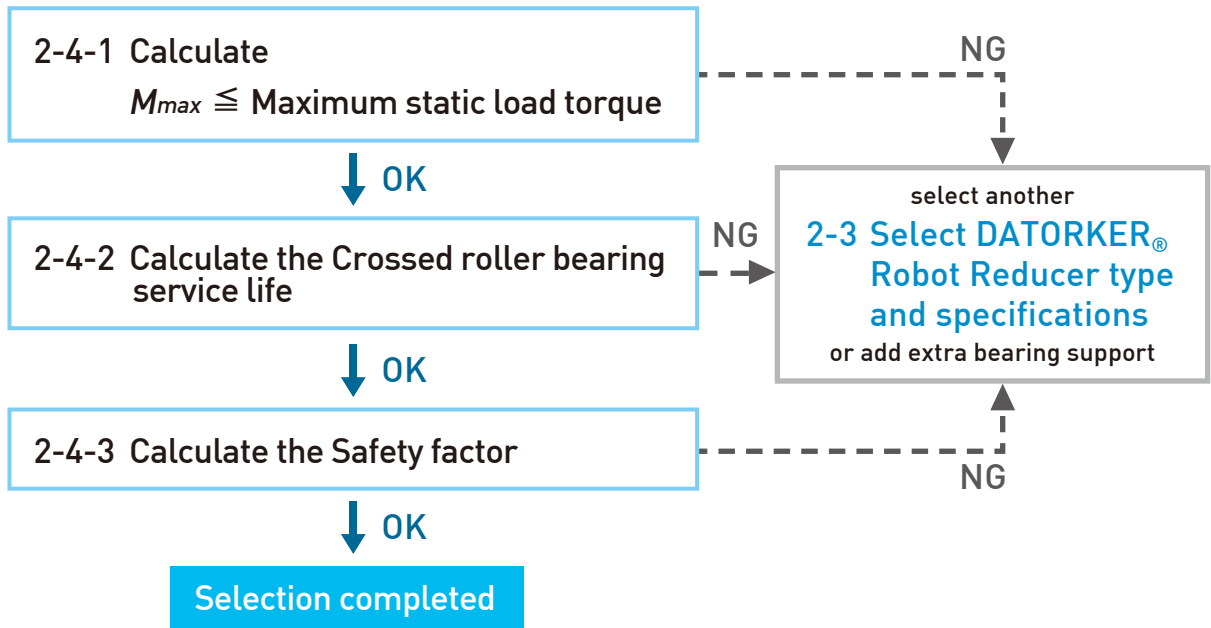 2-4-1 Calculate
Mmax ≦ Maximum static load torque
NG
OK
2-4-2 Calculate the Crossed roller bearing
service life
NG
select another
2-3 Select DATORKER®
Robot Reducer type
and specifications
or add extra bearing support
OK
2-4-3 Calculate the Safety factor
NG
OK
Selection completed